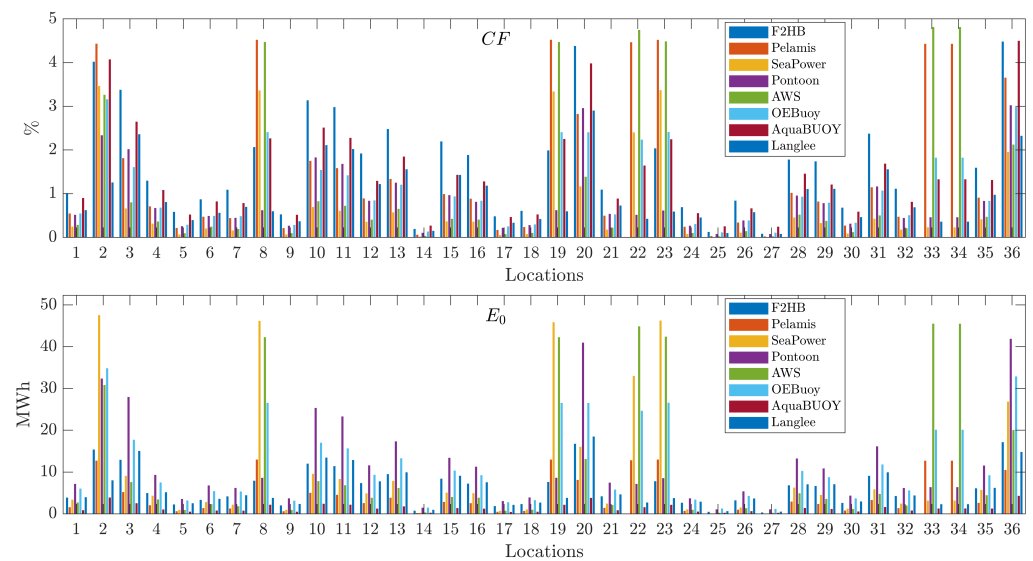 CF
%
5
4
3
2
1
0
F2HB
Pelamis
SeaPower
Pontoon
AWS
OEBuoy
AquaBUOY
Langlee
1 2 3 4 5 6 7 8 9 10 11 12 13 14 15 16 17 18 19 20 21 22 23 24 25 26 27 28 29 30 31 32 33 34 35 36
Locations
E0
MWh
50
40
30
20
10
0
F2HB
Pelamis
SeaPower
Pontoon
AWS
OEBuoy
AquaBUOY
Langlee
1 2 3 4 5 6 7 8 9 10 11 12 13 14 15 16 17 18 19 20 21 22 23 24 25 26 27 28 29 30 31 32 33 34 35 36
Locations